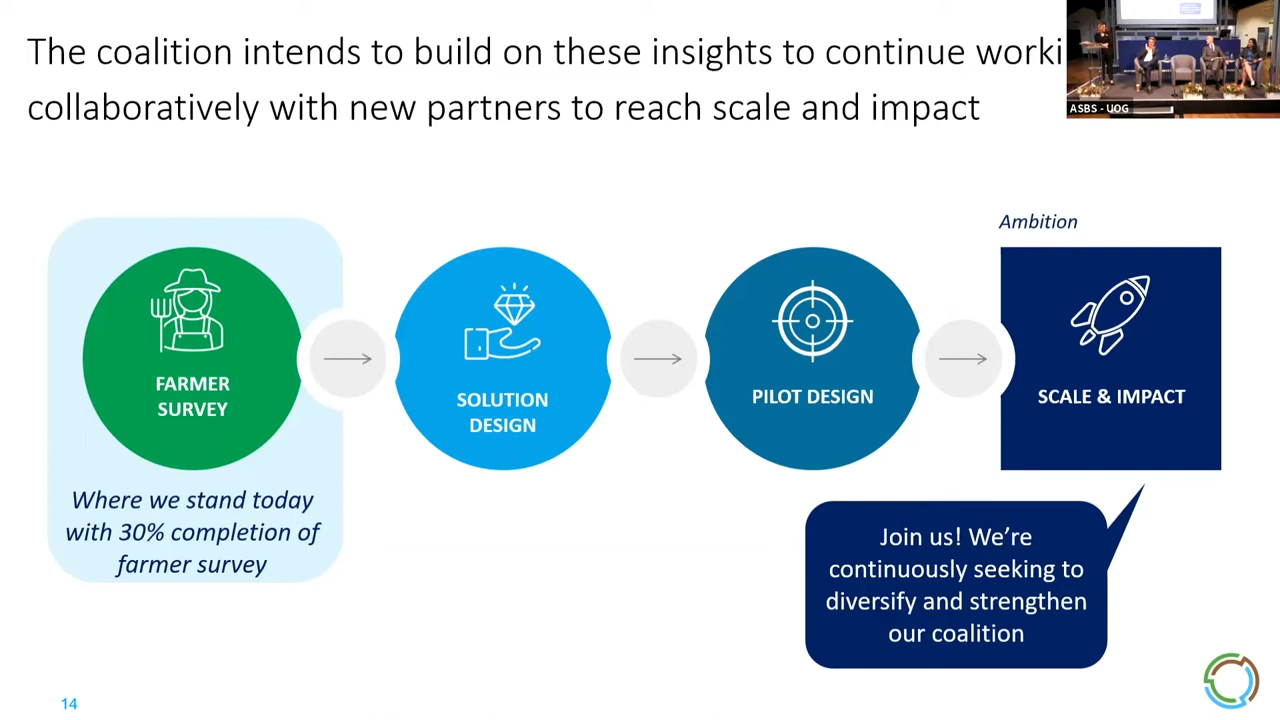 The coalition intends to build on these insights to continue worki
collaboratively with new partners to reach scale and impact
ASBS - UOG
Ambition
FARMER
SURVEY
SOLUTION
DESIGN
PILOT DESIGN
SCALE & IMPACT
Where we stand today
with 30% completion of
farmer survey
Join us! We’re
continuously seeking to
diversify and strengthen
our coalition
14